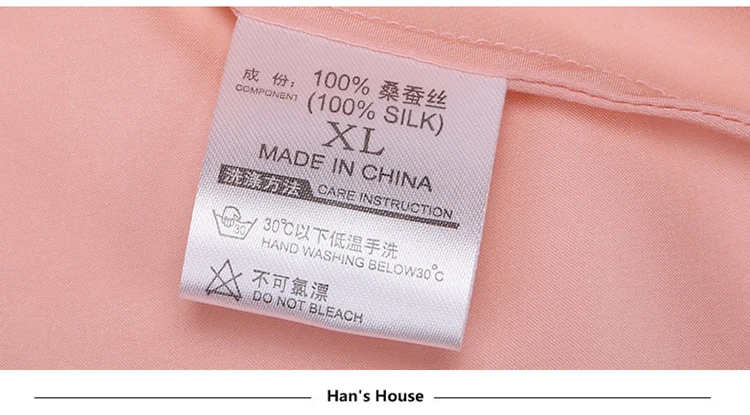 成 份: 100% 桑蚕丝
COMPONENT (100% SILK)
XL
MADE IN CHINA
洗涤方法 CARE INSTRUCTION
30 30℃以下低温手洗
HAND WASHING BELOW30℃
不可氯漂
DO NOT BLEACH
Han's House